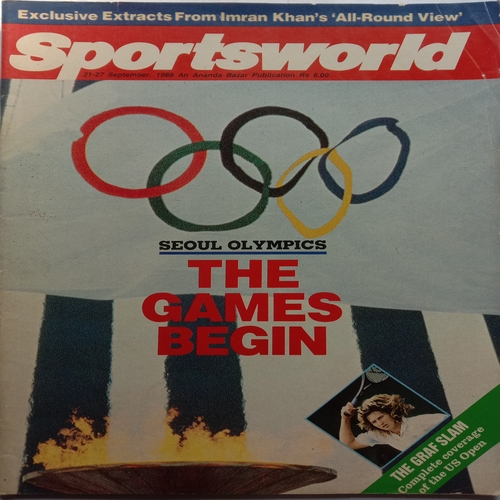 Exclusive Extracts From Imran Khan's 'All-Round View'
Sportsworld
21-27 September, 1988 An Ananda Bazar Publication Rs 5.00
SEOUL OLYMPICS
THE
GAMES
BEGIN
THE GRAF SLAM
Complete coverage
of the US Open